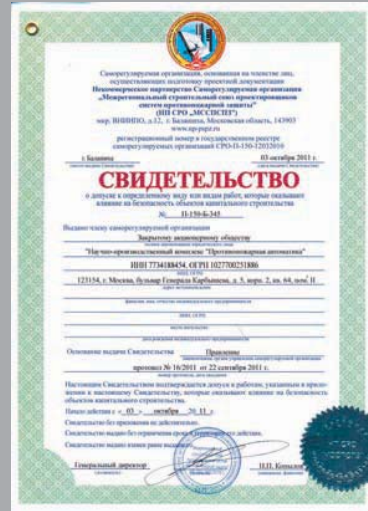 Саморегулируемая организация, основанная на членстве лиц,
осуществляющих подготовку проектной документации
Некоммерческое партнерство Саморегулируемая организация
"Межрегиональный строительный союз проектировщиков
систем противопожарной защиты"
(НП СРО „МССПСПЗ")
мкр. ВНИИПО, д.12, г. Балашиха, Московская область, 143903
регистрационный номер в государственном реестре
саморегулируемых организаций СРО-П-150-12032010
г. Балашиха 03 октября 2011 г.
СВИДЕТЕЛЬСТВО
о допуске к определенному виду или видам работ, которые оказывают
влияние на безопасность объектов капитального строительства
№ П-150-Б-345
Выдано члену саморегулируемой организации
Закрытому акционерному обществу
"Научно-производственный комплекс "Противопожарная автоматика"
ИНН 7734188454, ОГРН 1027700251886
123154, г. Москва, бульвар Генерала Карбышева, д. 5, корп. 2, кв. 64, пом. II
Основание выдачи Свидетельства Правление
протокол № 16/2011 от 22 сентября 2011 г.
Настоящим Свидетельством подтверждается допуск к работам, указанным в прило-
жении к настоящему Свидетельству, которые оказывают влияние на безопасность
объектов капитального строительства.
Начало действия с « 03 » октября 20 11 г.
Свидетельство без приложения не действительно.
Свидетельство выдано без ограничения срока и территории его действия.
Свидетельство выдано взамен ранее выданного
Генеральный директор П.П. Копылов